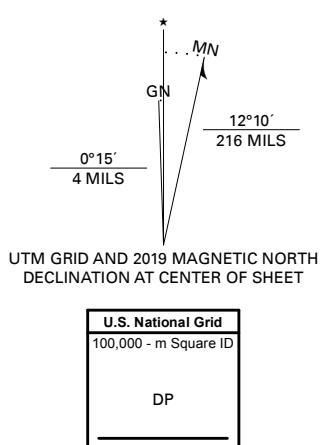 ★
MN
GN
12°10´
216 MILS
0°15´
4 MILS
UTM GRID AND 2019 MAGNETIC NORTH
DECLINATION AT CENTER OF SHEET
U.S. National Grid
100,000 - m Square ID
DP